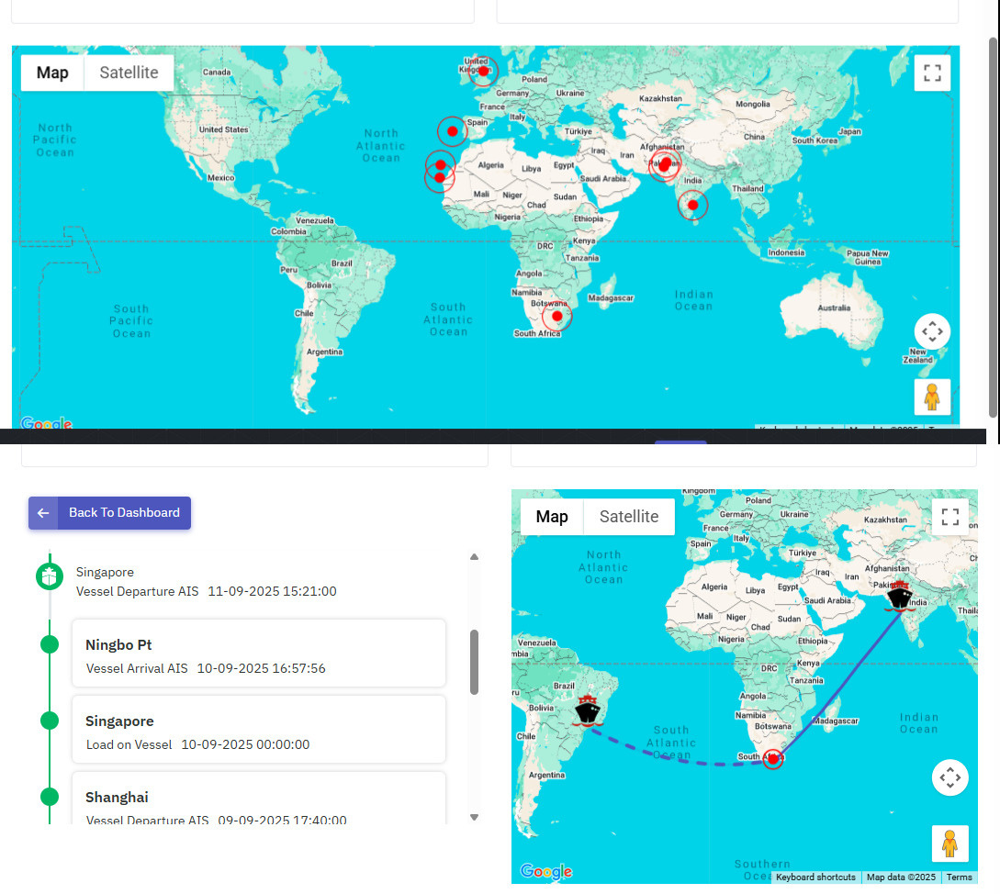 Map
Satellite
United
Kingdom
Canada
Poland
Germany
Ukraine
Kazakhstan
Mongolia
France
Italy
Spain
Türkiye
North
Pacific
Ocean
United States
North
Atlantic
Ocean
China
South Korea
Japan
Afghanistan
Iraq
Iran
Algeria
Libya
Egypt
Pakistan
Mexico
Saudi Arabia
India
Mali
Niger
Chad
Sudan
Thailand
Nigeria
Ethiopia
Venezuela
Colombia
DRC
Kenya
Indonesia
Papua New
Guinea
Tanzania
Peru
Brazil
Angola
Bolivia
Namibia
Botswana
Madagascar
Indian
Ocean
South
Pacific
Ocean
Chile
South
Atlantic
Ocean
Australia
South Africa
Argentina
New
Zealand
Google
Back To Dashboard
Singapore
Vessel Departure AIS 11-09-2025 15:21:00
Ningbo Pt
Vessel Arrival AIS 10-09-2025 16:57:56
Singapore
Load on Vessel 10-09-2025 00:00:00
Shanghai
Vessel Departure AIS 09-09-2025 17:40:00
Map
Satellite
Kingdom
Poland
Germany
Ukraine
Kazakhstan
France
Italy
Spain
Türkiye
North
Atlantic
Ocean
Iraq
Iran
Afghanistan
Pakis
Algeria
Libya
Egypt
Saudi Arabia
India
Mali
Niger
Chad
Sudan
Thail
Nigeria
Ethiopia
Venezuela
mbia
DRC
Kenya
Tanzania
Brazil
Angola
Bolivia
Namibia
Botswana
Madagascar
Indian
Ocean
South
Atlantic
Ocean
Chile
South Africa
Argentina
Southern
Ocea
Google
Keyboard shortcuts
Map data ©2025
Terms